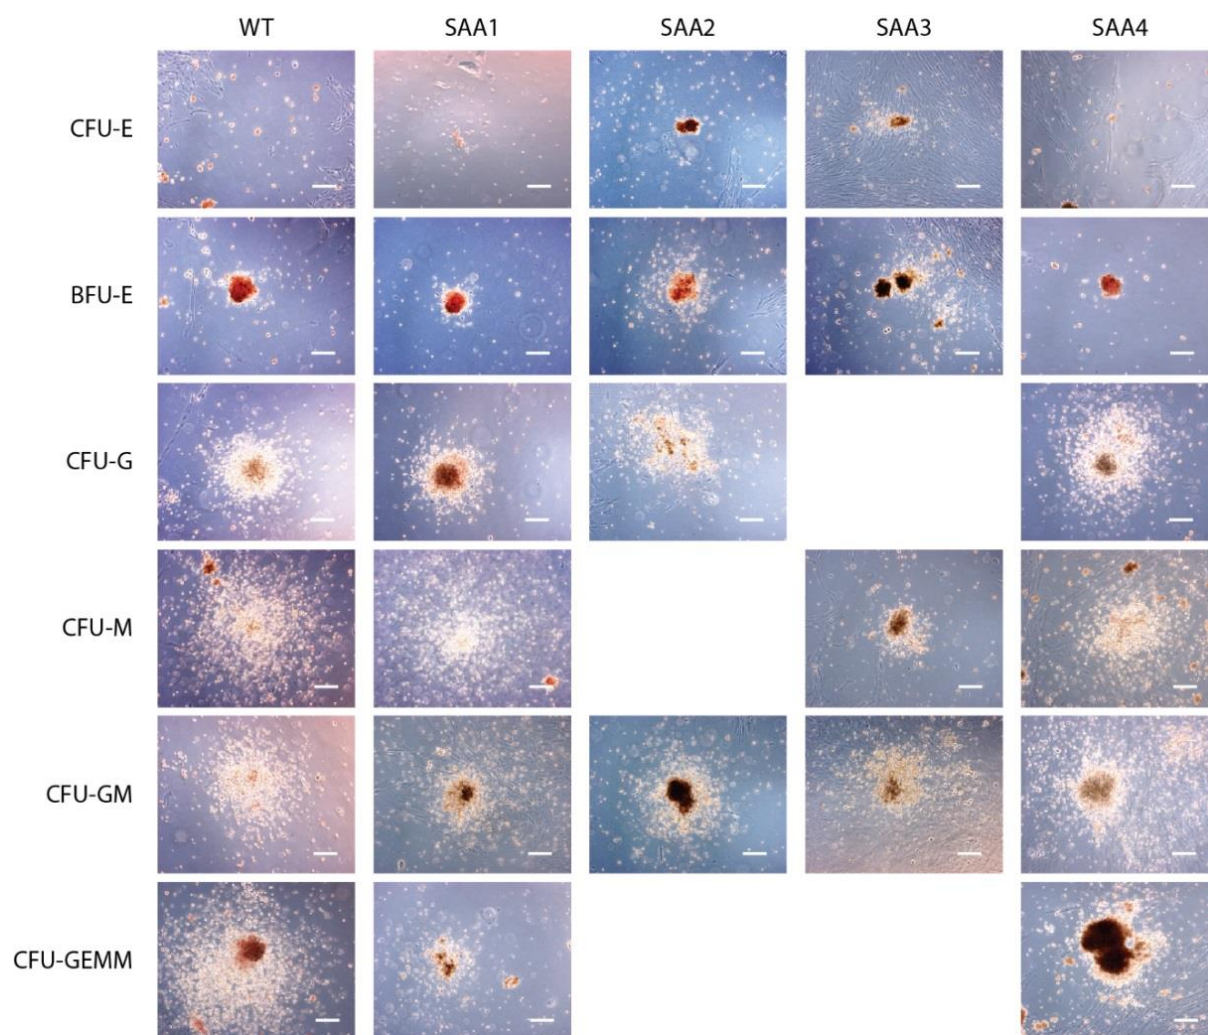 WT SAA1 SAA2 SAA3 SAA4
CFU-E
BFU-E
CFU-G
CFU-M
CFU-GM
CFU-GEMM